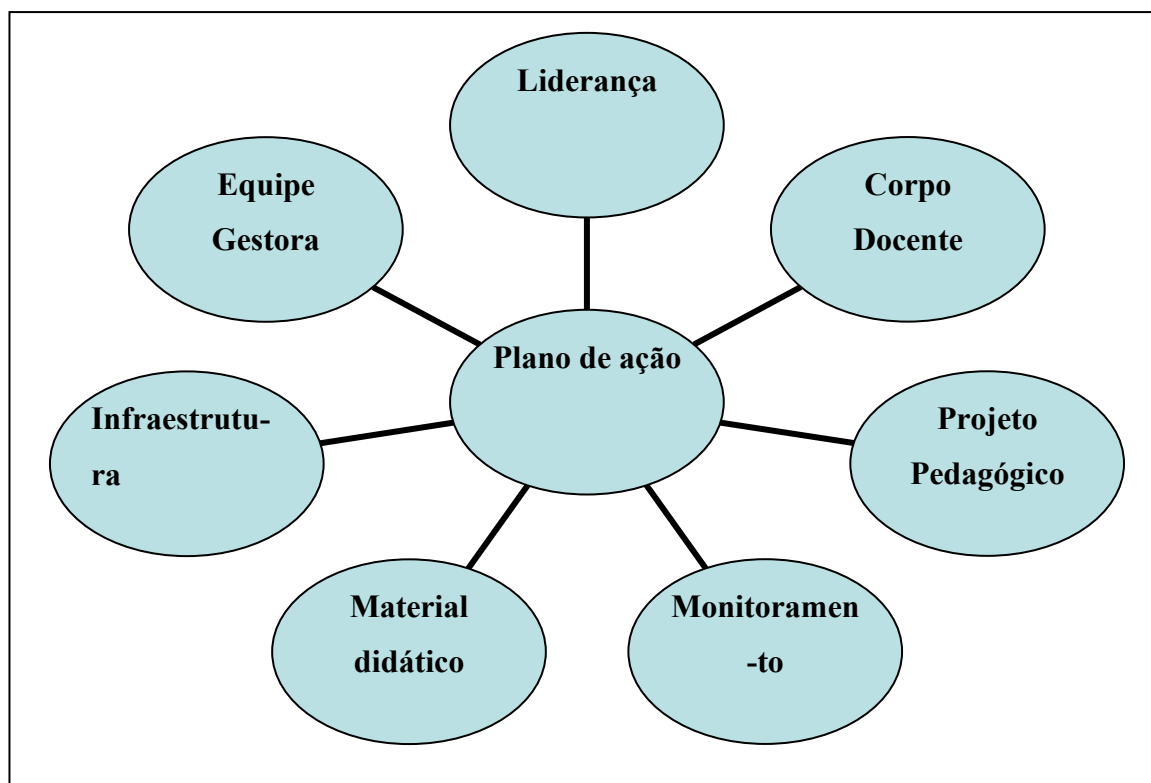 Liderança
Equipe
Gestora
Corpo
Docente
Plano de ação
Infraestrutu-
ra
Projeto
Pedagógico
Material
didático
Monitoramen
-to